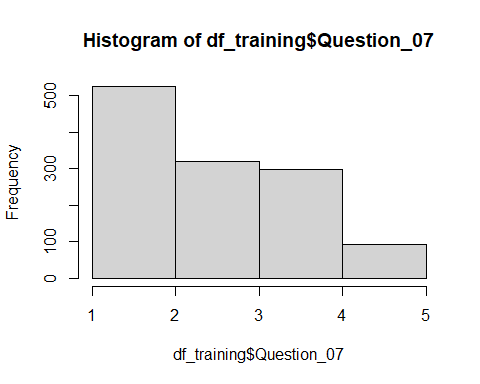 Histogram of df_training$Question_07
Frequency
500
300
100
0
1 2 3 4 5
df_training$Question_07